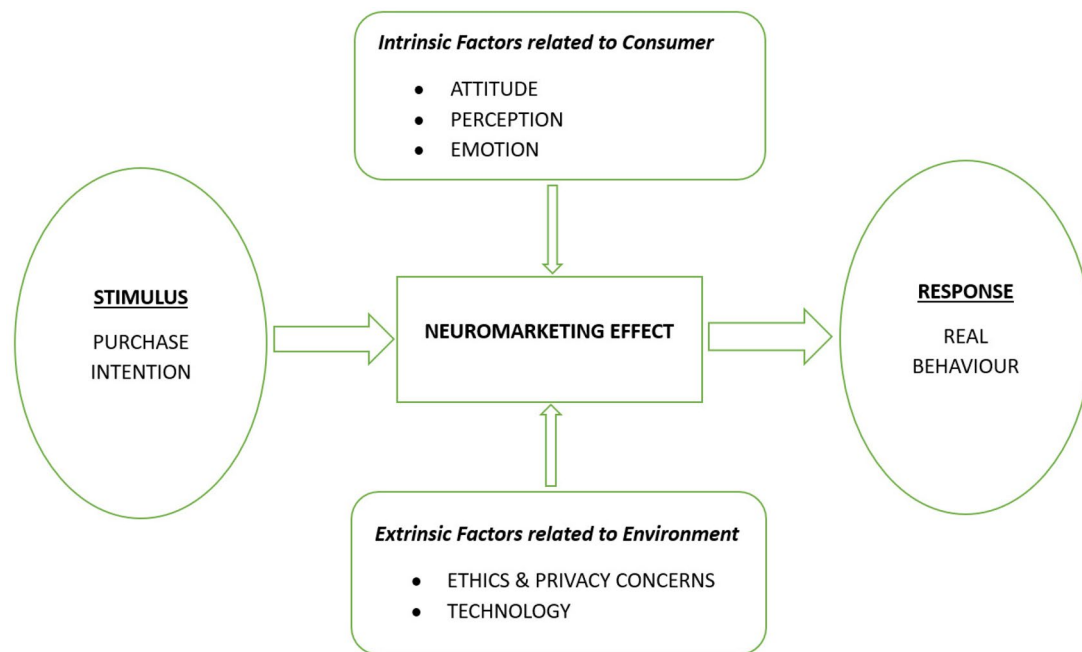 Intrinsic Factors related to Consumer
● ATTITUDE
● PERCEPTION
● EMOTION
STIMULUS
PURCHASE
INTENTION
NEUROMARKETING EFFECT
RESPONSE
REAL
BEHAVIOUR
Extrinsic Factors related to Environment
● ETHICS & PRIVACY CONCERNS
● TECHNOLOGY